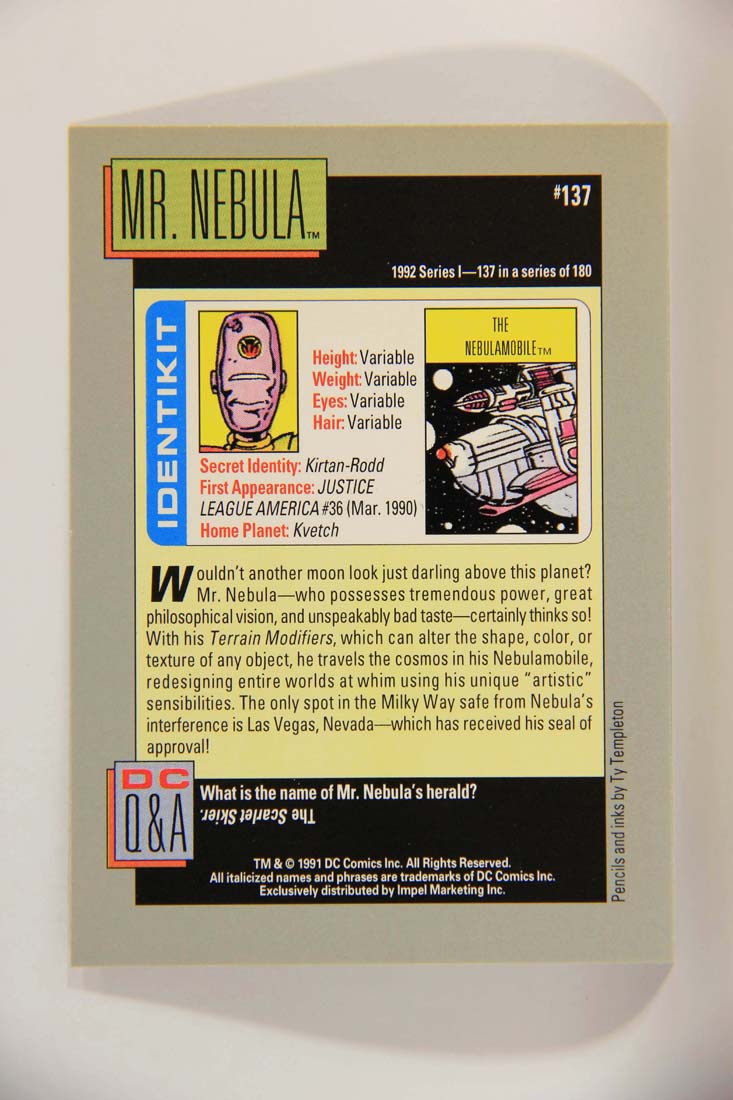 MR. NEBULA™
#137
1992 Series I—137 in a series of 180
IDENTIKIT
Height: Variable
Weight: Variable
Eyes: Variable
Hair: Variable
Secret Identity: Kirtan-Rodd
First Appearance: JUSTICE
LEAGUE AMERICA #36 (Mar. 1990)
Home Planet: Kvetch
THE
NEBULAMOBILE™
Wouldn't another moon look just darling above this planet?
Mr. Nebula—who possesses tremendous power, great
philosophical vision, and unspeakably bad taste—certainly thinks so!
With his Terrain Modifiers, which can alter the shape, color, or
texture of any object, he travels the cosmos in his Nebulamobile,
redesigning entire worlds at whim using his unique "artistic"
sensibilities. The only spot in the Milky Way safe from Nebula's
interference is Las Vegas, Nevada—which has received his seal of
approval!
DC
Q&A
What is the name of Mr. Nebula's herald?
The Scarlet Skier.
TM & © 1991 DC Comics Inc. All Rights Reserved.
All italicized names and phrases are trademarks of DC Comics Inc.
Exclusively distributed by Impel Marketing Inc.
Pencils and inks by Ty Templeton